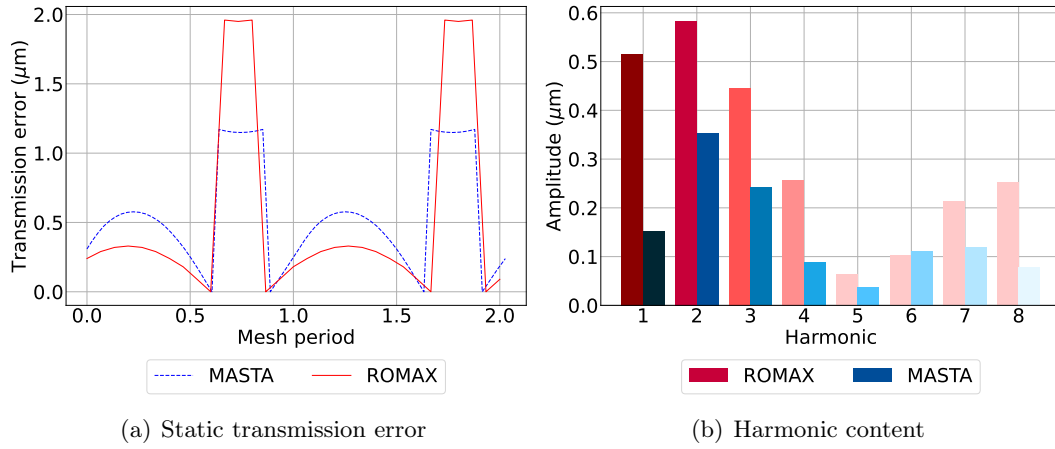 2.0
1.5
1.0
0.5
0.0
Transmission error (μm)
0.0 0.5 1.0 1.5 2.0
Mesh period
MASTA ROMAX
(a) Static transmission error
0.6
0.5
0.4
0.3
0.2
0.1
0.0
Amplitude (μm)
1 2 3 4 5 6 7 8
Harmonic
ROMAX MASTA
(b) Harmonic content